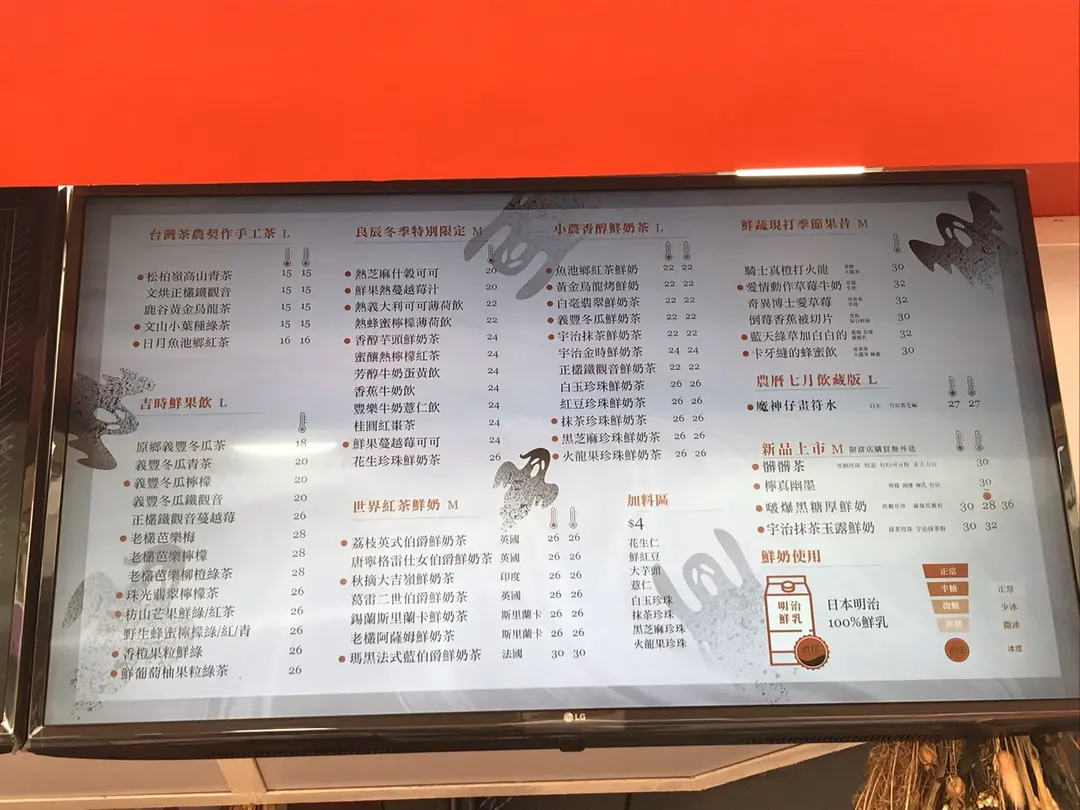 台灣茶農契作手工茶 L
松柏嶺高山青茶 15 15
文烘正欉鐵觀音 15 15
鹿谷黃金烏龍茶 15 15
文山小葉種綠茶 15 15
日月魚池鄉紅茶 16 16
吉時鮮果飲 L
原鄉義豐冬瓜茶 18
義豐冬瓜青茶 20
義豐冬瓜檸檬 20
義豐冬瓜鐵觀音 20
正欉鐵觀音蔓越莓 26
老欉芭樂梅 28
老欉芭樂檸檬 28
老欉芭樂柳橙綠茶 28
珠光翡翠檸檬茶 26
枋山芒果鮮綠/紅茶 26
野生蜂蜜檸檬綠/紅/青 26
香橙果粒鮮綠 26
鮮葡萄柚果粒綠茶 26
良辰冬季特別限定 M
熱芝麻什穀可可 20
鮮果熱蔓越莓汁 20
熱義大利可可薄荷飲 22
熱蜂蜜檸檬薄荷飲 22
香醇芋頭鮮奶茶 24
蜜釀熱檸檬紅茶 24
芳醇牛奶蛋黃飲 24
香蕉牛奶飲 24
豐樂牛奶薏仁飲 24
桂圓紅棗茶 24
鮮果蔓越莓可可 24
花生珍珠鮮奶茶 26
世界紅茶鮮奶 M
荔枝英式伯爵鮮奶茶 英國 26 26
唐寧格雷仕女伯爵鮮奶茶 英國 26 26
秋摘大吉嶺鮮奶茶 印度 26 26
葛雷二世伯爵鮮奶茶 英國 26 26
錫蘭斯里蘭卡鮮奶茶 斯里蘭卡 26 26
老欉阿薩姆鮮奶茶 斯里蘭卡 26 26
瑪黑法式藍伯爵鮮奶茶 法國 30 30
小農香醇鮮奶茶 L
魚池鄉紅茶鮮奶 22 22
黃金烏龍烤鮮奶 22 22
白毫翡翠鮮奶茶 22 22
義豐冬瓜鮮奶茶 22 22
宇治抹茶鮮奶茶 22 22
宇治金時鮮奶茶 24 24
正欉鐵觀音鮮奶茶 22 22
白玉珍珠鮮奶茶 26 26
紅豆珍珠鮮奶茶 26 26
抹茶珍珠鮮奶茶 26 26
黑芝麻珍珠鮮奶茶 26 26
火龍果珍珠鮮奶茶 26 26
加料區
$4
花生仁
鮮紅豆
大芋頭
薏仁
白玉珍珠
抹茶珍珠
黑芝麻珍珠
火龍果珍珠
鮮蔬現打季節果昔 M
騎士真橙打火龍 30
愛情動作草莓牛奶 32
奇異博士愛草莓 32
倒莓香蕉被切片 30
藍天綠草加白白的 32
卡牙縫的蜂蜜飲 30
農曆七月飲藏版 L
魔神仔畫符水 27 27
新品上市 M 限當店購買無外送
髒髒茶 30
檸真幽墨 30
啵爆黑糖厚鮮奶 30 28 36
宇治抹茶玉露鮮奶 抹茶珍珠 宇治抹茶粉 30 32
鮮奶使用
明治
鮮乳
日本明治
100%鮮乳
正常
半糖
微糖
正常
少冰
微冰
冰度
LG